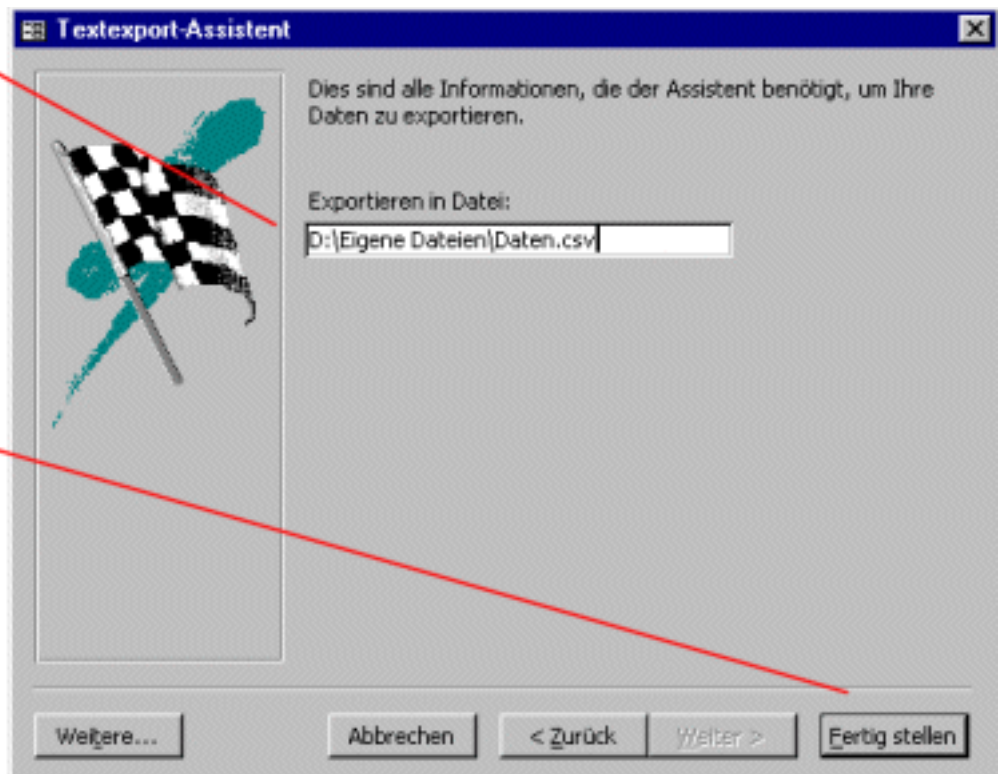 Textexport-Assistent
Dies sind alle Informationen, die der Assistent benötigt, um Ihre
Daten zu exportieren.
Exportieren in Datei:
D:\Eigene Dateien\Daten.csv
Weitere...
Abbrechen
< Zurück
Weiter >
Fertig stellen